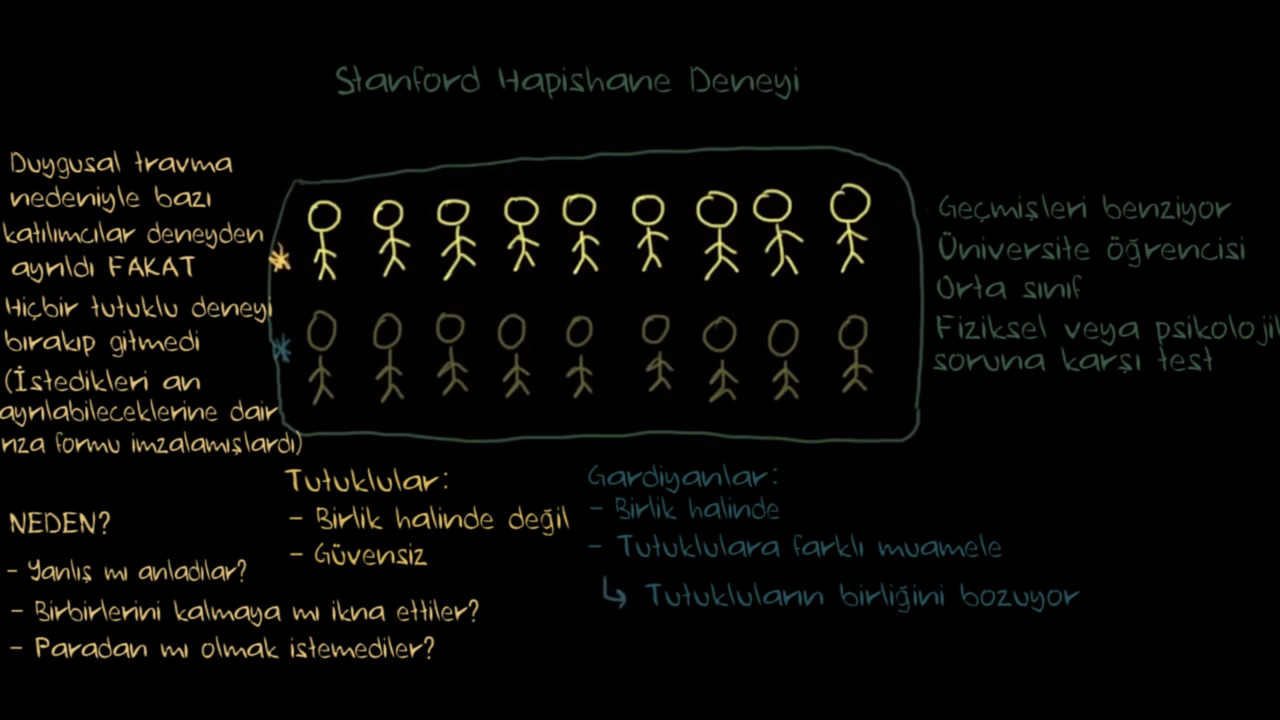 Stanford Hapishane Deneyi
Duygusal travma
nedeniyle bazı
katılımcılar deneyden
ayrıldı FAKAT
Hiçbir tutuklu deneyi
bırakıp gitmedi
(İstedikleri an
ayrılabileceklerine dair
rıza formu imzalamışlardı)
Geçmişleri benziyor
Üniversite öğrencisi
Orta sınıf
Fiziksel veya psikoloji
soruna karşı test
NEDEN?
- Yanlış mı anladılar?
- Birbirlerini kalmaya mı ikna ettiler?
- Paradan mı olmak istemediler?
Tutuklular:
- Birlik halinde değil
- Güvensiz
Gardiyanlar:
- Birlik halinde
- Tutuklulara farklı muamele
↳ Tutukluların birliğini bozuyor